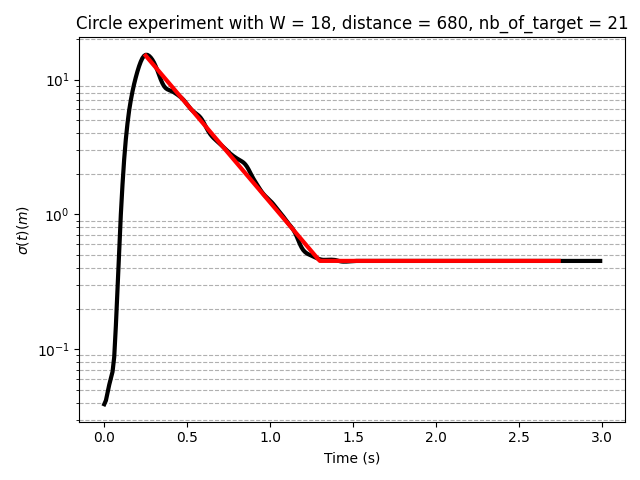 Circle experiment with W = 18, distance = 680, nb_of_target = 21
σ(t)(m)
10¹
10⁰
10⁻¹
0.0 0.5 1.0 1.5 2.0 2.5 3.0
Time (s)